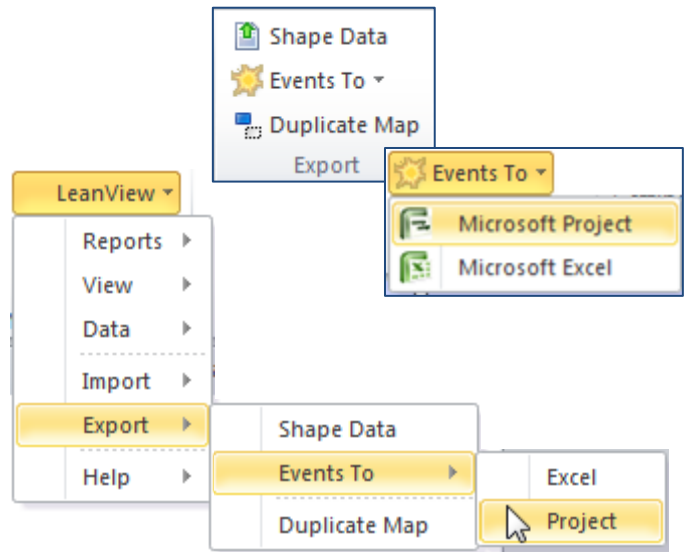 Shape Data
Events To
Duplicate Map
Export
Events To
Microsoft Project
Microsoft Excel
LeanView
Reports
View
Data
Import
Export
Help
Shape Data
Events To
Duplicate Map
Excel
Project